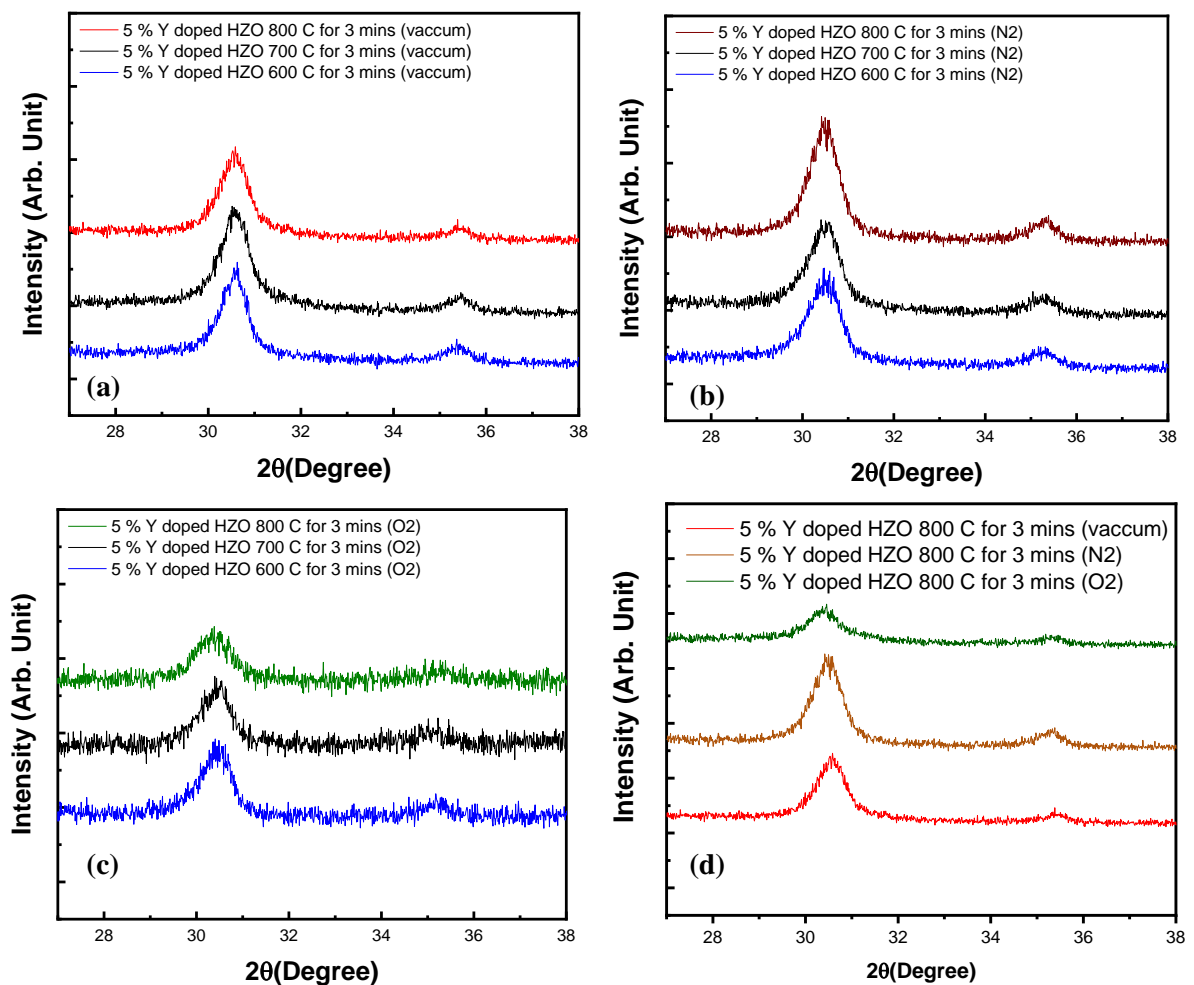 5 % Y doped HZO 800 C for 3 mins (vaccum)
5 % Y doped HZO 700 C for 3 mins (vaccum)
5 % Y doped HZO 600 C for 3 mins (vaccum)
Intensity (Arb. Unit)
(a)
28 30 32 34 36 38
2θ(Degree)
5 % Y doped HZO 800 C for 3 mins (N2)
5 % Y doped HZO 700 C for 3 mins (N2)
5 % Y doped HZO 600 C for 3 mins (N2)
Intensity (Arb. Unit)
(b)
28 30 32 34 36 38
2θ(Degree)
5 % Y doped HZO 800 C for 3 mins (O2)
5 % Y doped HZO 700 C for 3 mins (O2)
5 % Y doped HZO 600 C for 3 mins (O2)
Intensity (Arb. Unit)
(c)
28 30 32 34 36 38
2θ(Degree)
5 % Y doped HZO 800 C for 3 mins (vaccum)
5 % Y doped HZO 800 C for 3 mins (N2)
5 % Y doped HZO 800 C for 3 mins (O2)
Intensity (Arb. Unit)
(d)
28 30 32 34 36 38
2θ(Degree)